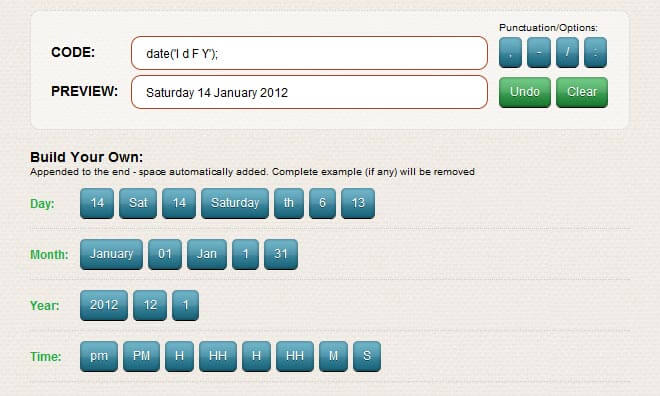 Punctuation/Options:
CODE: date('l d F Y'); , - / :
PREVIEW: Saturday 14 January 2012 Undo Clear
Build Your Own:
Appended to the end - space automatically added. Complete example (if any) will be removed
Day: 14 Sat 14 Saturday th 6 13
Month: January 01 Jan 1 31
Year: 2012 12 1
Time: pm PM H HH H HH M S